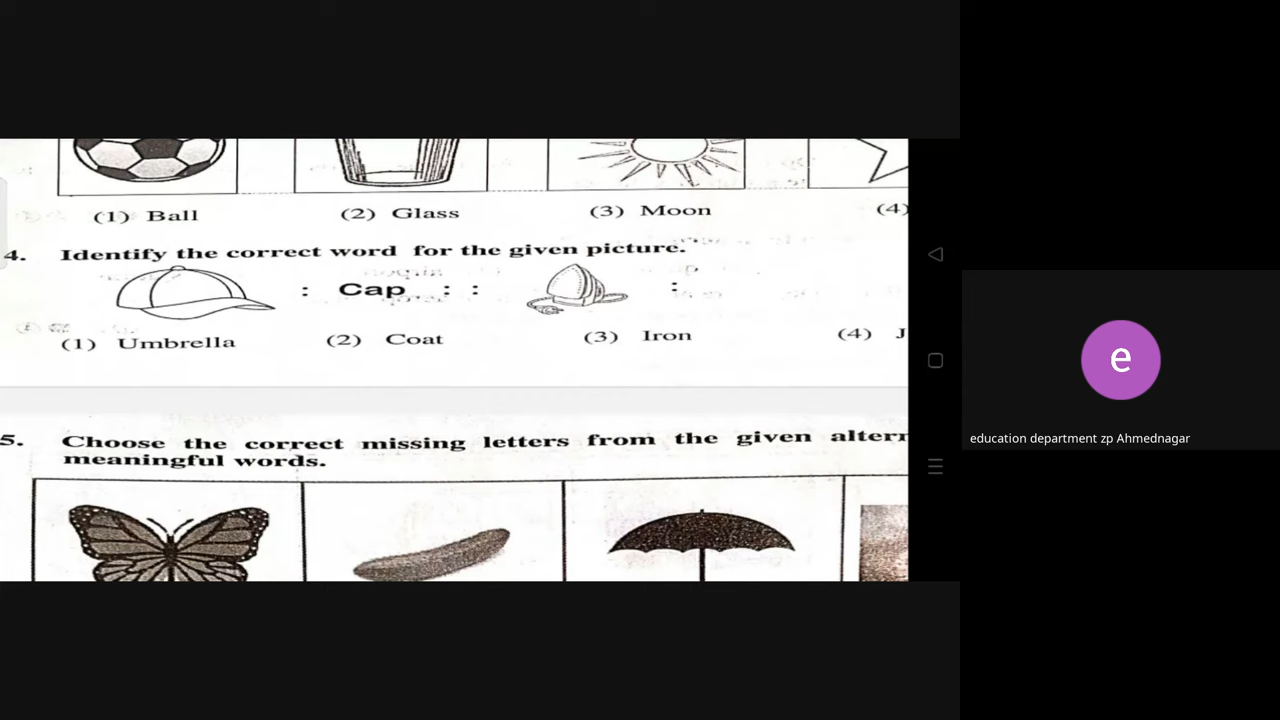 (1) Ball (2) Glass (3) Moon (4)
4. Identify the correct word for the given picture.
: Cap : : :
(1) Umbrella (2) Coat (3) Iron (4) J
5. Choose the correct missing letters from the given altern
meaningful words.
e
education department zp Ahmednagar